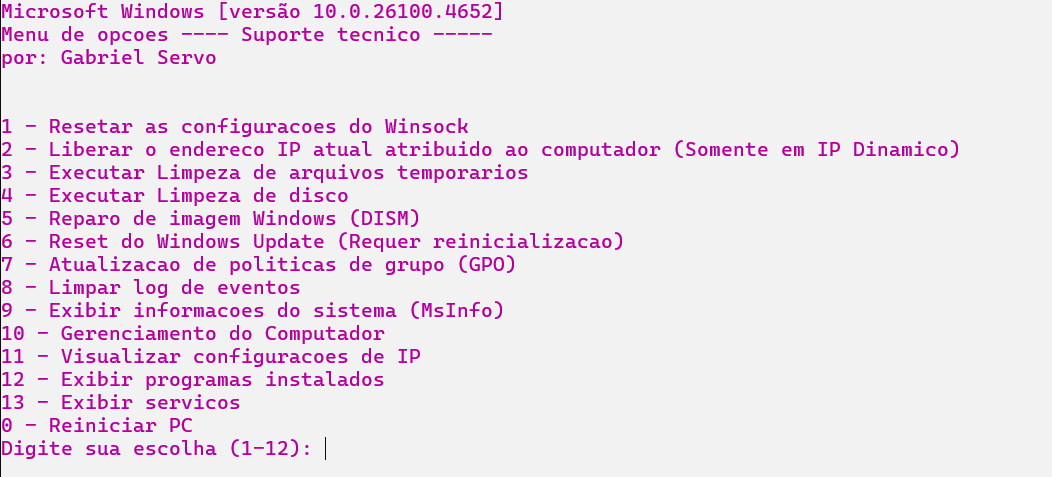 Microsoft Windows [versão 10.0.26100.4652]
Menu de opcoes ---- Suporte tecnico -----
por: Gabriel Servo
1 - Resetar as configuracoes do Winsock
2 - Liberar o endereco IP atual atribuido ao computador (Somente em IP Dinamico)
3 - Executar Limpeza de arquivos temporarios
4 - Executar Limpeza de disco
5 - Reparo de imagem Windows (DISM)
6 - Reset do Windows Update (Requer reinicializacao)
7 - Atualizacao de politicas de grupo (GPO)
8 - Limpar log de eventos
9 - Exibir informacoes do sistema (MsInfo)
10 - Gerenciamento do Computador
11 - Visualizar configuracoes de IP
12 - Exibir programas instalados
13 - Exibir servicos
0 - Reiniciar PC
Digite sua escolha (1-12):